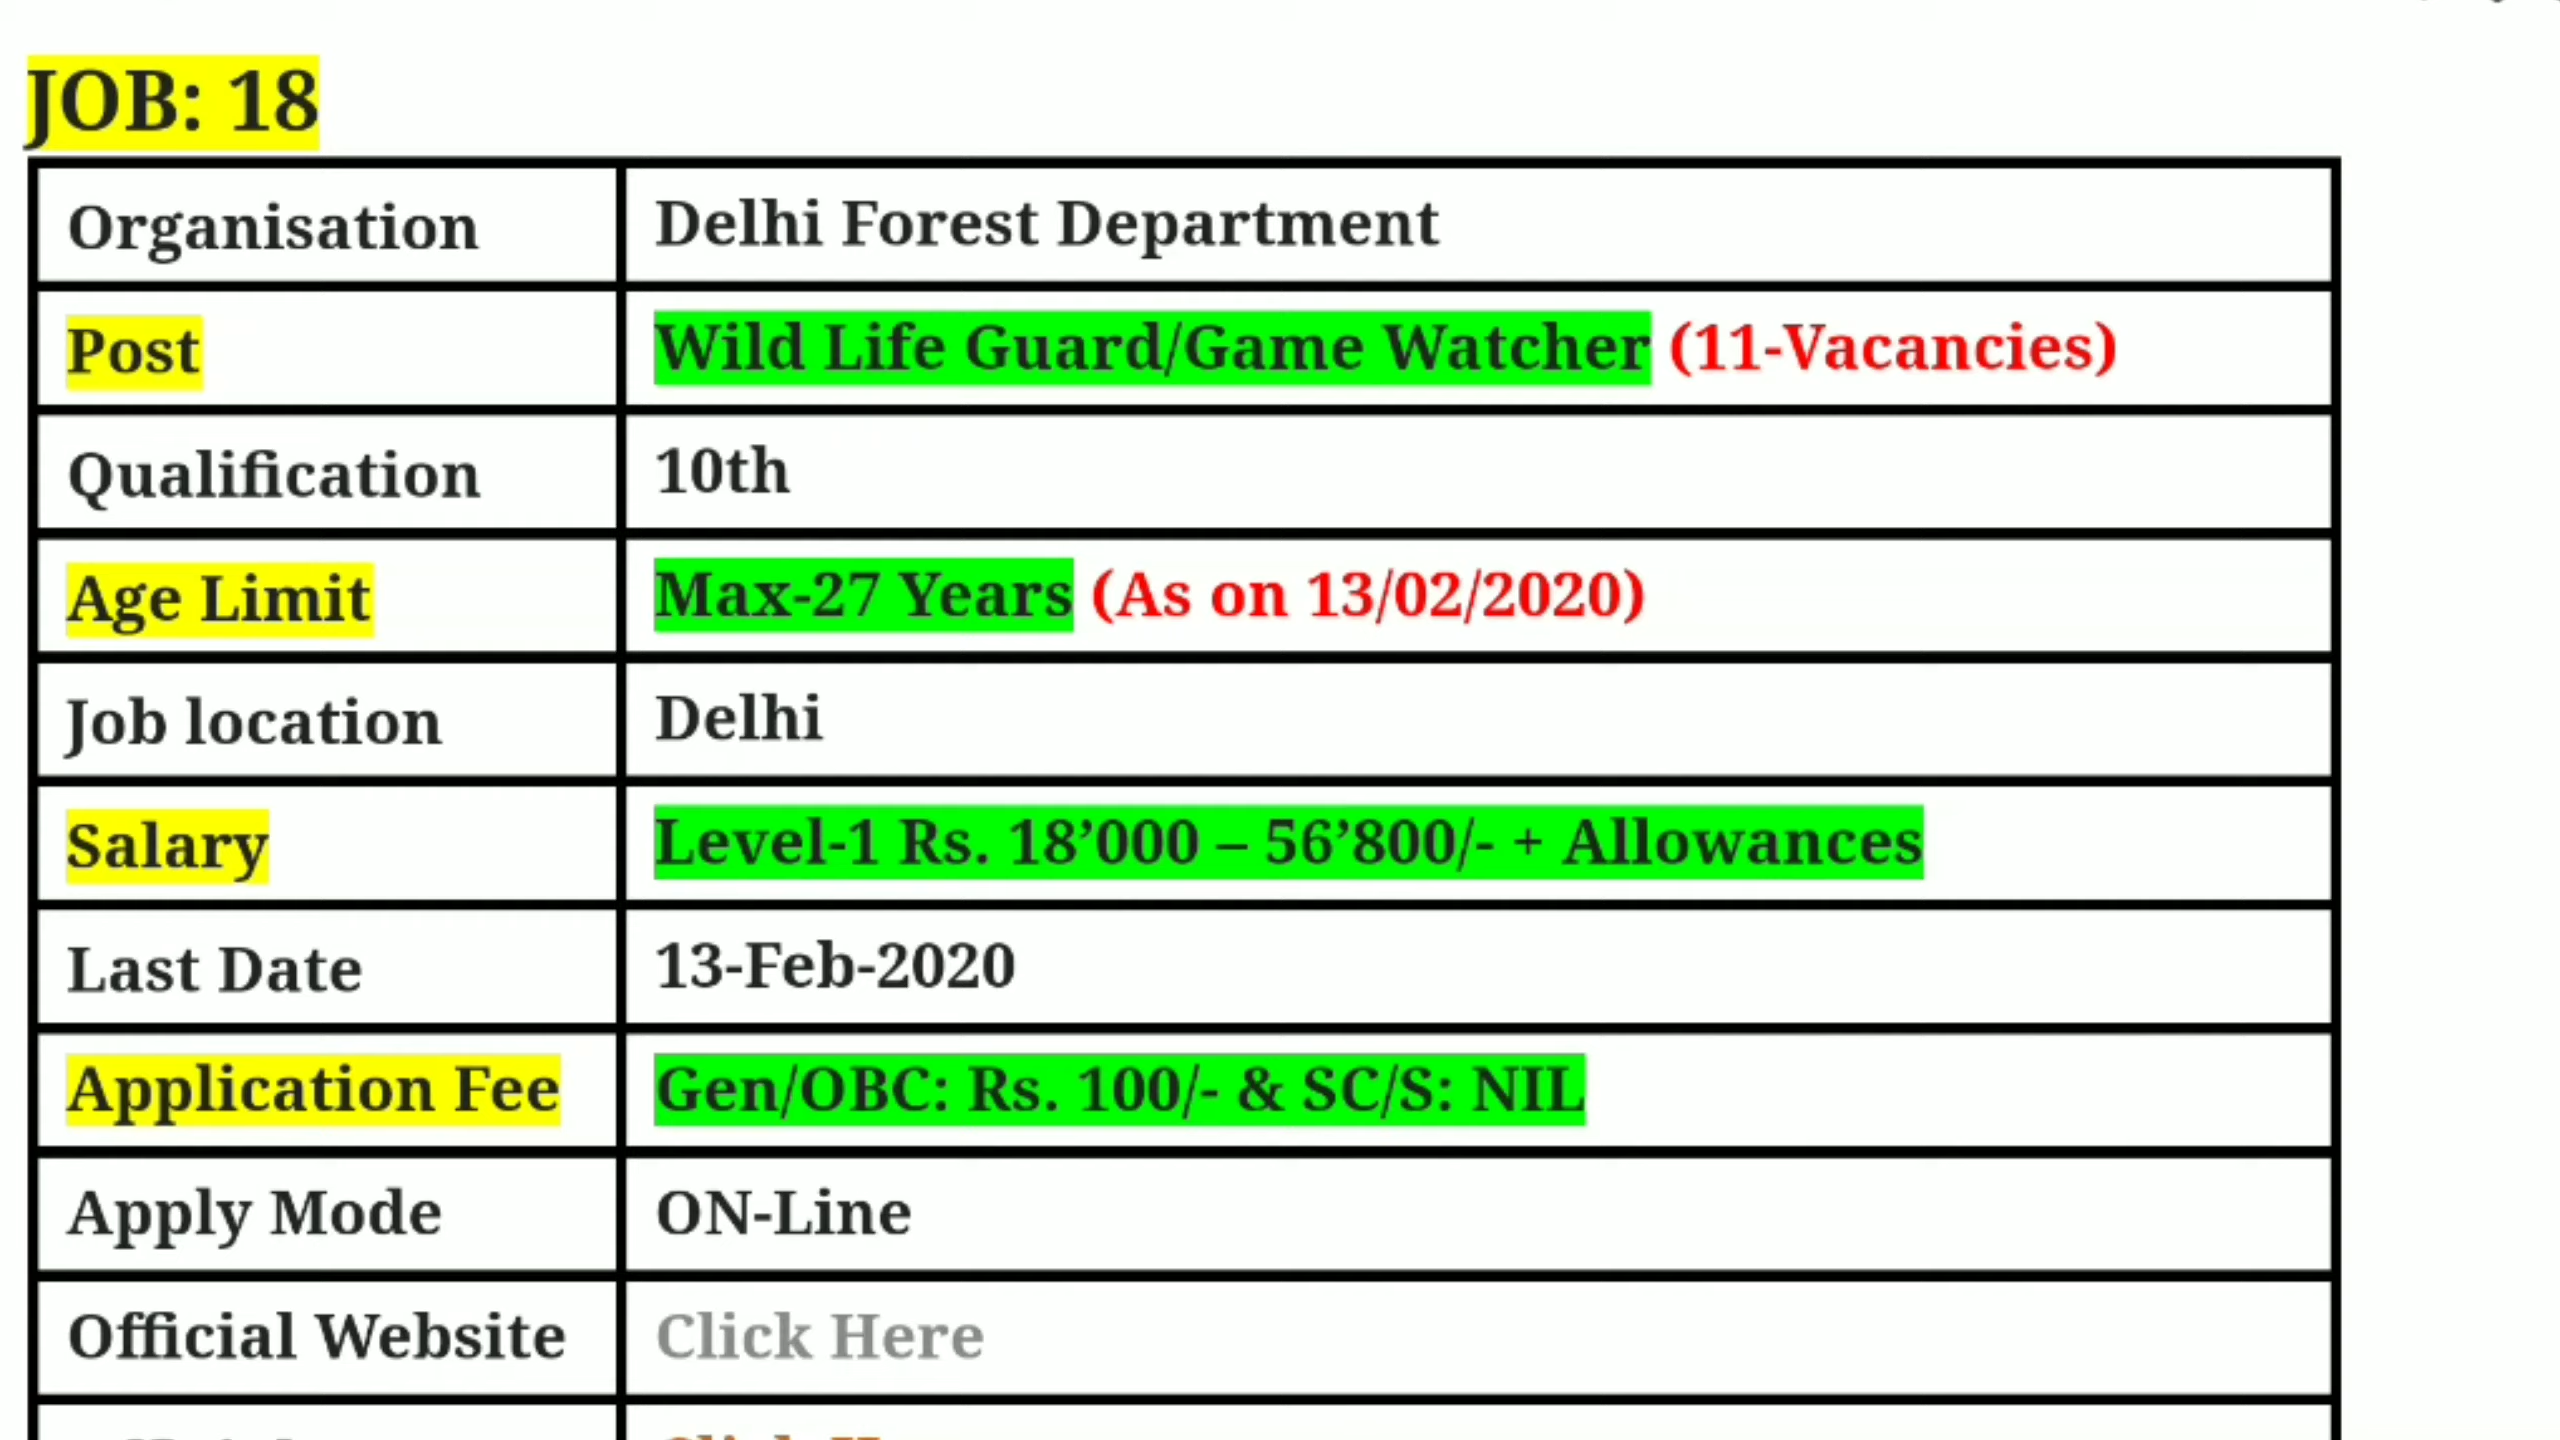 JOB: 18
Organisation Delhi Forest Department
Post Wild Life Guard/Game Watcher (11-Vacancies)
Qualification 10th
Age Limit Max-27 Years (As on 13/02/2020)
Job location Delhi
Salary Level-1 Rs. 18’000 – 56’800/- + Allowances
Last Date 13-Feb-2020
Application Fee Gen/OBC: Rs. 100/- & SC/S: NIL
Apply Mode ON-Line
Official Website Click Here